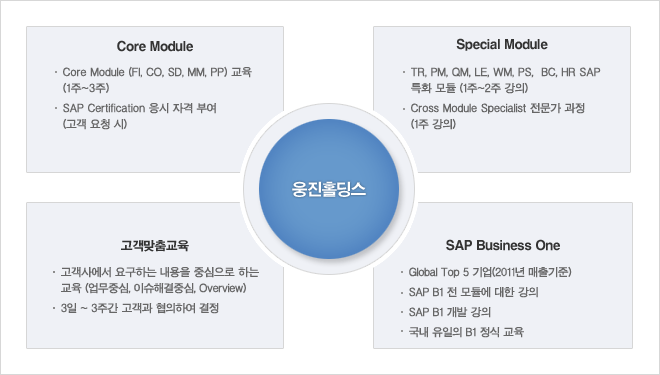 Core Module
· Core Module (FI, CO, SD, MM, PP) 교육
(1주~3주)
· SAP Certification 응시 자격 부여
(고객 요청 시)
Special Module
· TR, PM, QM, LE, WM, PS, BC, HR SAP
특화 모듈 (1주~2주 강의)
· Cross Module Specialist 전문가 과정
(1주 강의)
웅진홀딩스
고객맞춤교육
· 고객사에서 요구하는 내용을 중심으로 하는
교육 (업무중심, 이슈해결중심, Overview)
· 3일 ~ 3주간 고객과 협의하여 결정
SAP Business One
· Global Top 5 기업(2011년 매출기준)
· SAP B1 전 모듈에 대한 강의
· SAP B1 개발 강의
· 국내 유일의 B1 정식 교육